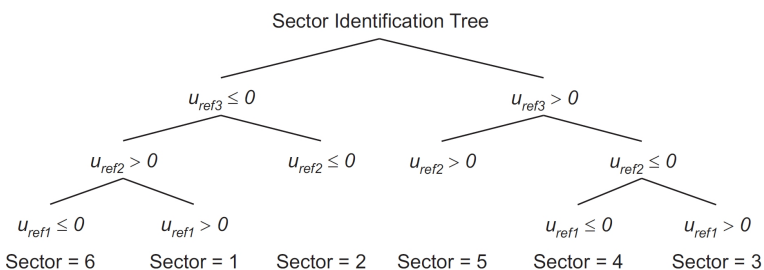 Sector Identification Tree
u_ref3 ≤ 0 u_ref3 > 0
u_ref2 > 0 u_ref2 ≤ 0 u_ref2 > 0 u_ref2 ≤ 0
u_ref1 ≤ 0 u_ref1 > 0 u_ref1 ≤ 0 u_ref1 > 0
Sector = 6 Sector = 1 Sector = 2 Sector = 5 Sector = 4 Sector = 3